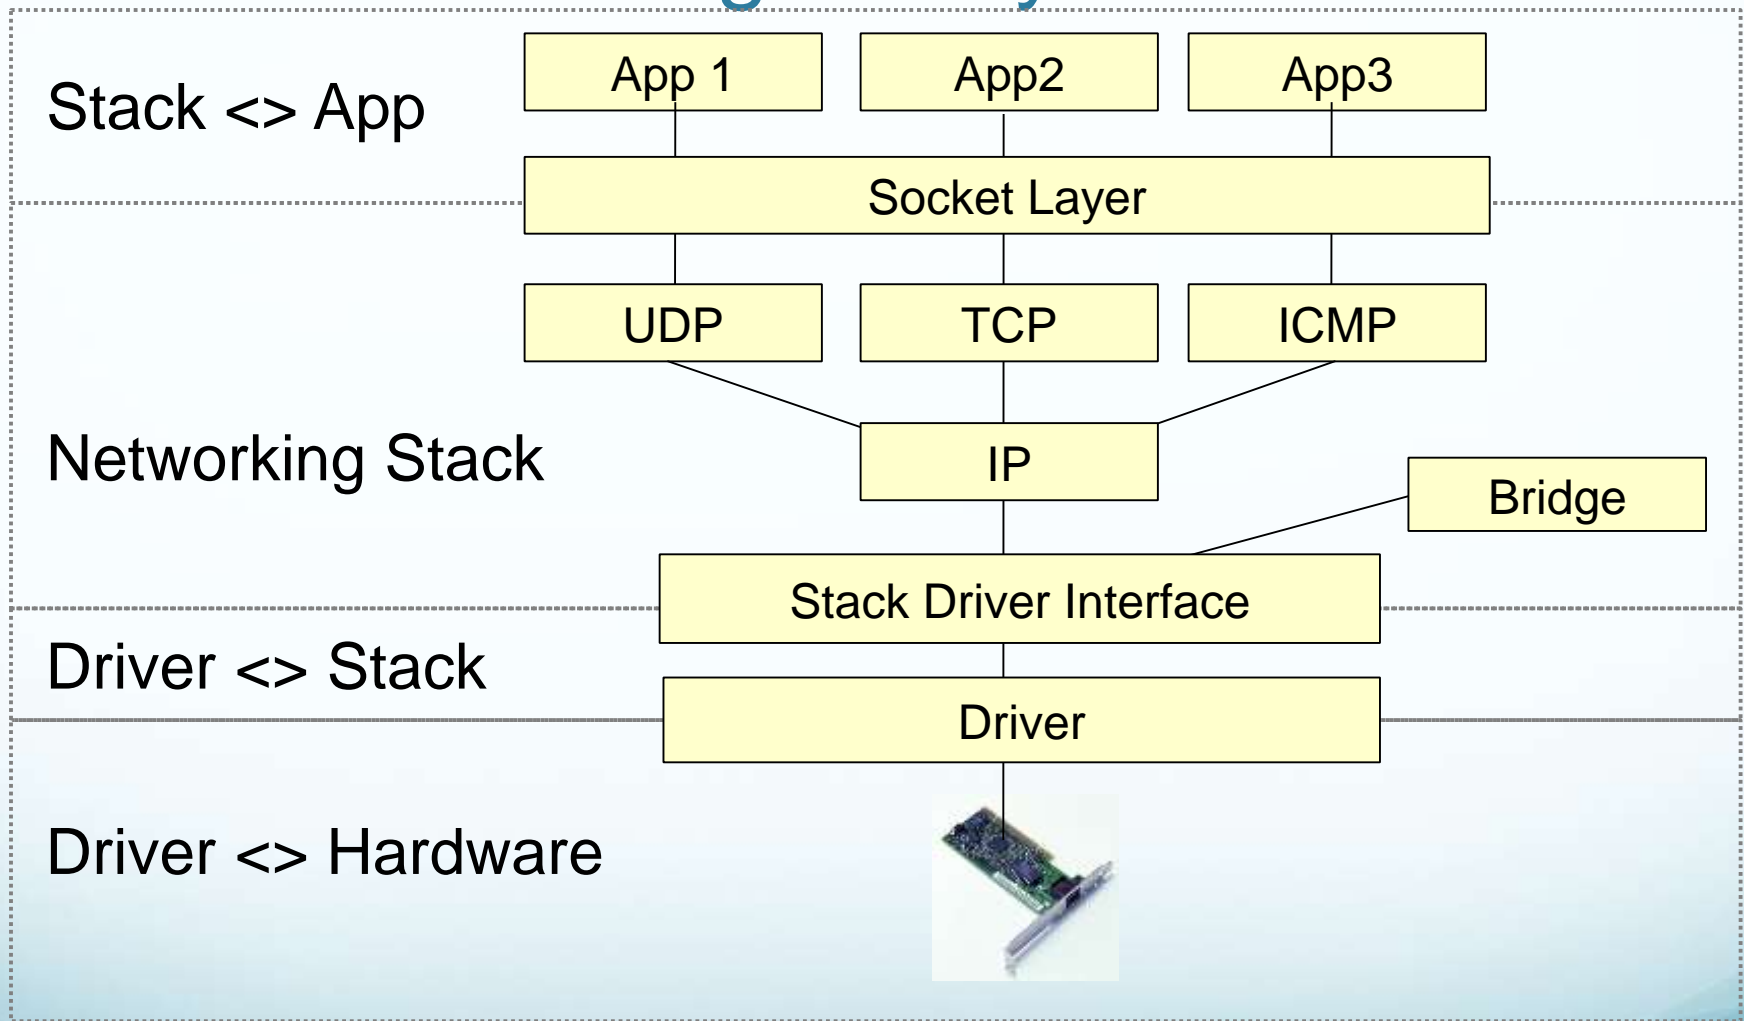 Stack <> App
App 1
App2
App3
Socket Layer
UDP
TCP
ICMP
Networking Stack
IP
Bridge
Stack Driver Interface
Driver <> Stack
Driver
Driver <> Hardware